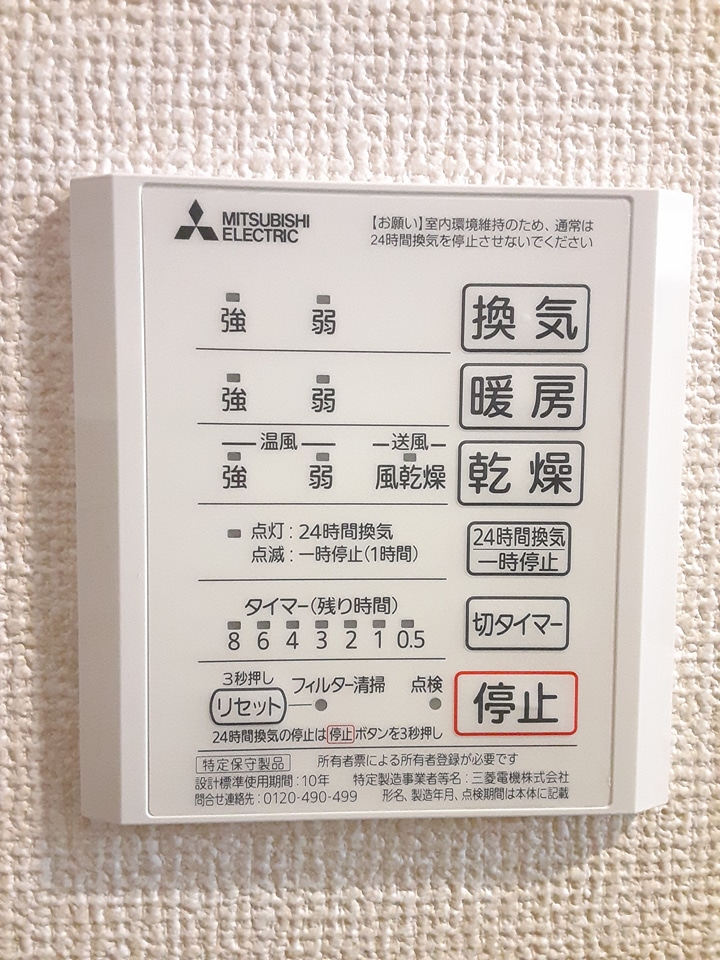 MITSUBISHI
ELECTRIC
【お願い】室内環境維持のため、通常は
24時間換気を停止させないでください
強 弱 換気
強 弱 暖房
温風 送風
強 弱 風乾燥 乾燥
点灯:24時間換気
点滅:一時停止(1時間)
24時間換気
一時停止
タイマー(残り時間)
8 6 4 3 2 1 0.5
切タイマー
3秒押し
リセット フィルター清掃 点検
停止
24時間換気の停止は停止ボタンを3秒押し
特定保守製品 所有者票による所有者登録が必要です
設計標準使用期間:10年 特定製造事業者等名:三菱電機株式会社
問合せ連絡先:0120-490-499 形名、製造年月、点検期間は本体に記載